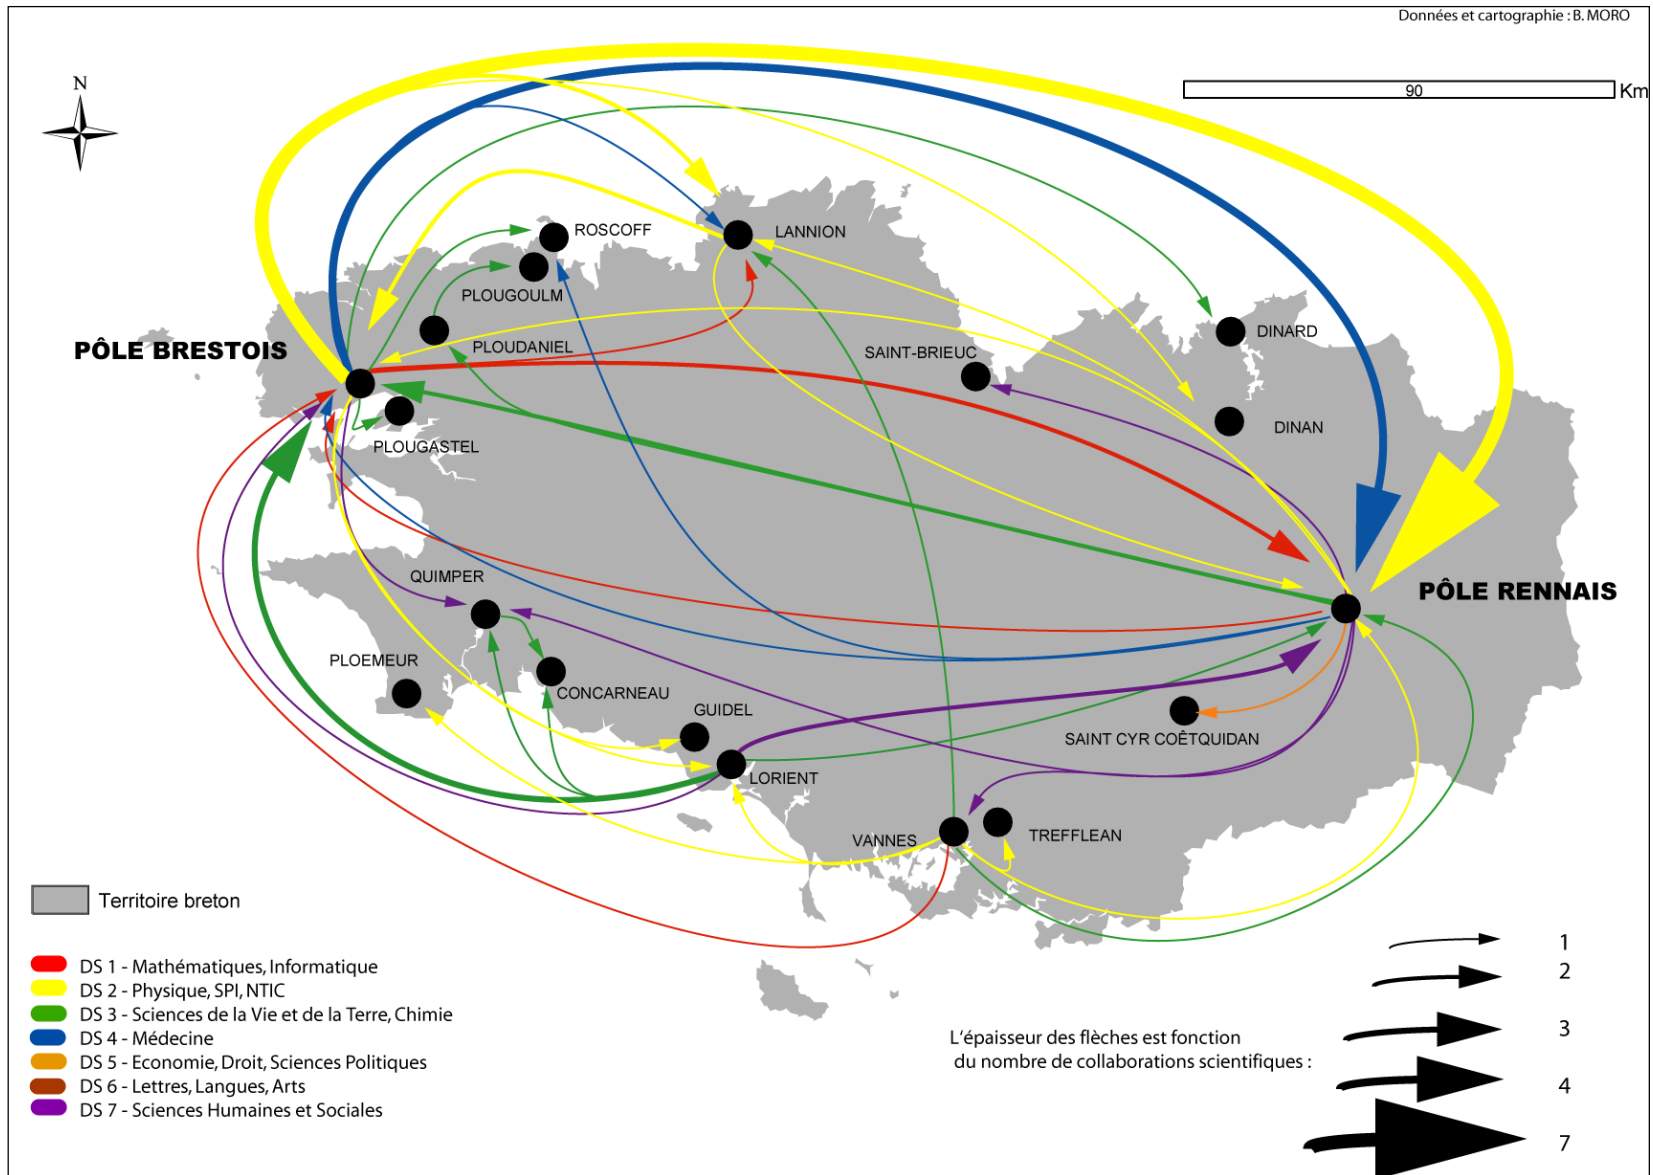 Données et cartographie : B. MORO
N
90
Km
ROSCOFF
LANNION
PLOUGOULM
DINARD
PÔLE BRESTOIS
PLOUDANIEL
SAINT-BRIEUC
DINAN
PLOUGASTEL
QUIMPER
PÔLE RENNAIS
PLOEMEUR
CONCARNEAU
GUIDEL
SAINT CYR COÊTQUIDAN
LORIENT
VANNES
TREFFLEAN
Territoire breton
DS 1 - Mathématiques, Informatique
DS 2 - Physique, SPI, NTIC
DS 3 - Sciences de la Vie et de la Terre, Chimie
DS 4 - Médecine
DS 5 - Economie, Droit, Sciences Politiques
DS 6 - Lettres, Langues, Arts
DS 7 - Sciences Humaines et Sociales
L'épaisseur des flèches est fonction
du nombre de collaborations scientifiques :
1
2
3
4
7